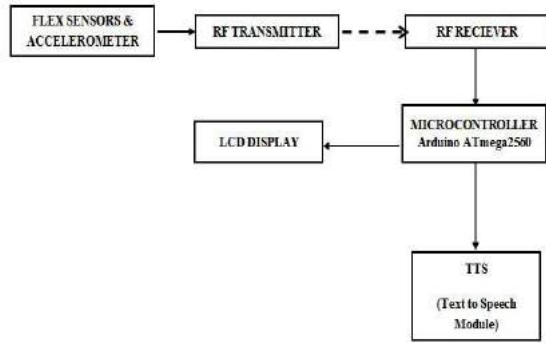 FLEX SENSORS &
ACCELEROMETER
RF TRANSMITTER
RF RECIEVER
MICROCONTROLLER
Arduino ATmega2560
LCD DISPLAY
TTS
(Text to Speech
Module)